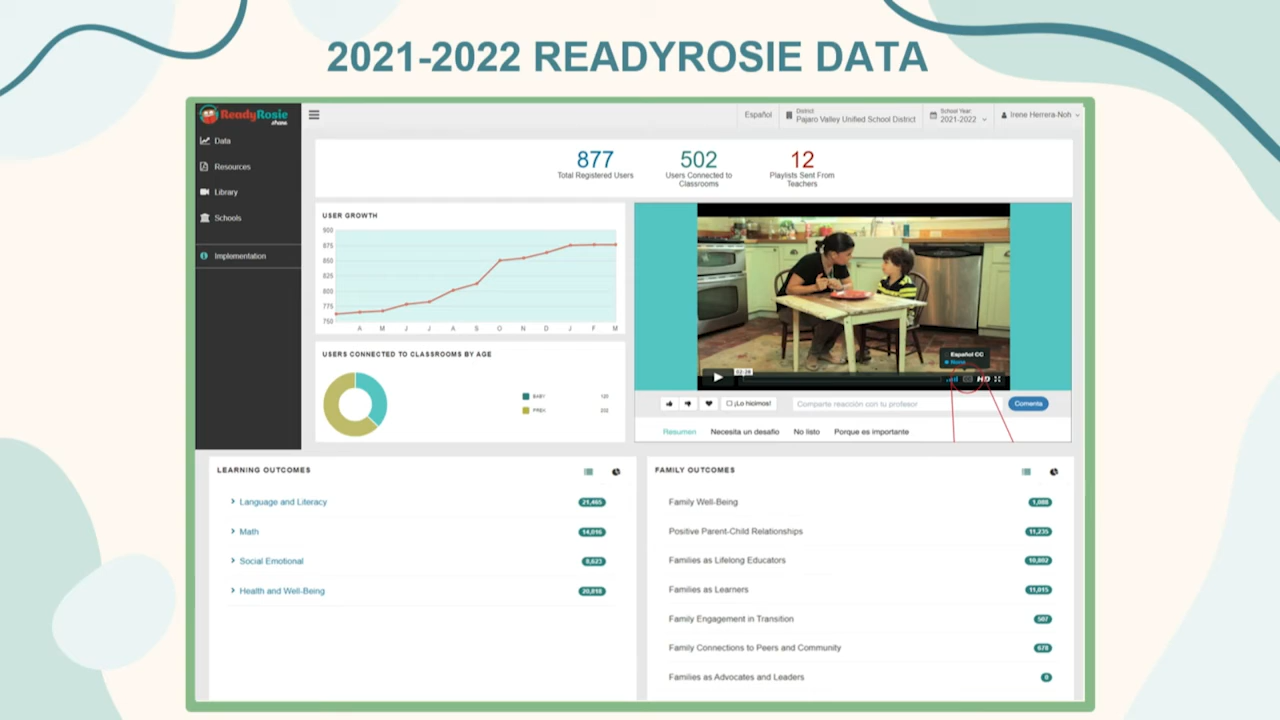 2021-2022 READYROSIE DATA
ReadyRosie
Español
District
Pajaro Valley Unified School District
School Year
2021-2022
Irene Herrera-Noh
Data
Resources
Library
Schools
Implementation
877
Total Registered Users
502
Users Connected to
Classrooms
12
Playlists Sent From
Teachers
USER GROWTH
900
875
850
825
800
775
750
A M J J A S O N D J F M
USERS CONNECTED TO CLASSROOMS BY AGE
BABY
PREK
Español CC
None
02:28
HD
¡Lo hicimos!
Comparte reacción con tu profesor
Comenta
Resumen Necesita un desafío No listo Porque es importante
LEARNING OUTCOMES
Language and Literacy 21,465
Math 14,016
Social Emotional 8,623
Health and Well-Being 20,818
FAMILY OUTCOMES
Family Well-Being 1,088
Positive Parent-Child Relationships 11,235
Families as Lifelong Educators 10,802
Families as Learners 11,015
Family Engagement in Transition 507
Family Connections to Peers and Community 678
Families as Advocates and Leaders 0